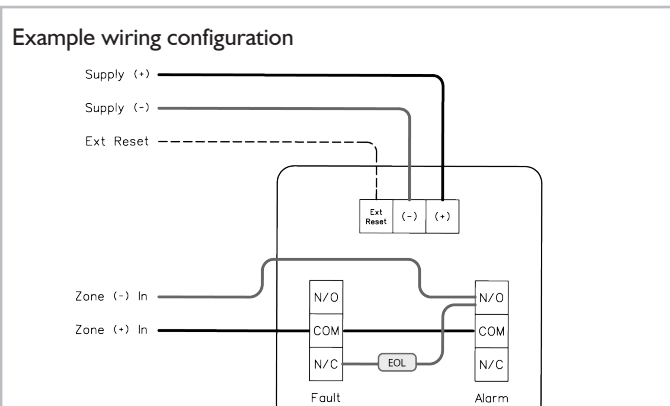 Example wiring configuration
Supply (+)
Supply (-)
Ext Reset
Ext Reset (-) (+)
Zone (-) In
Zone (+) In
N/O
COM
N/C
EOL
N/O
COM
N/C
Fault
Alarm